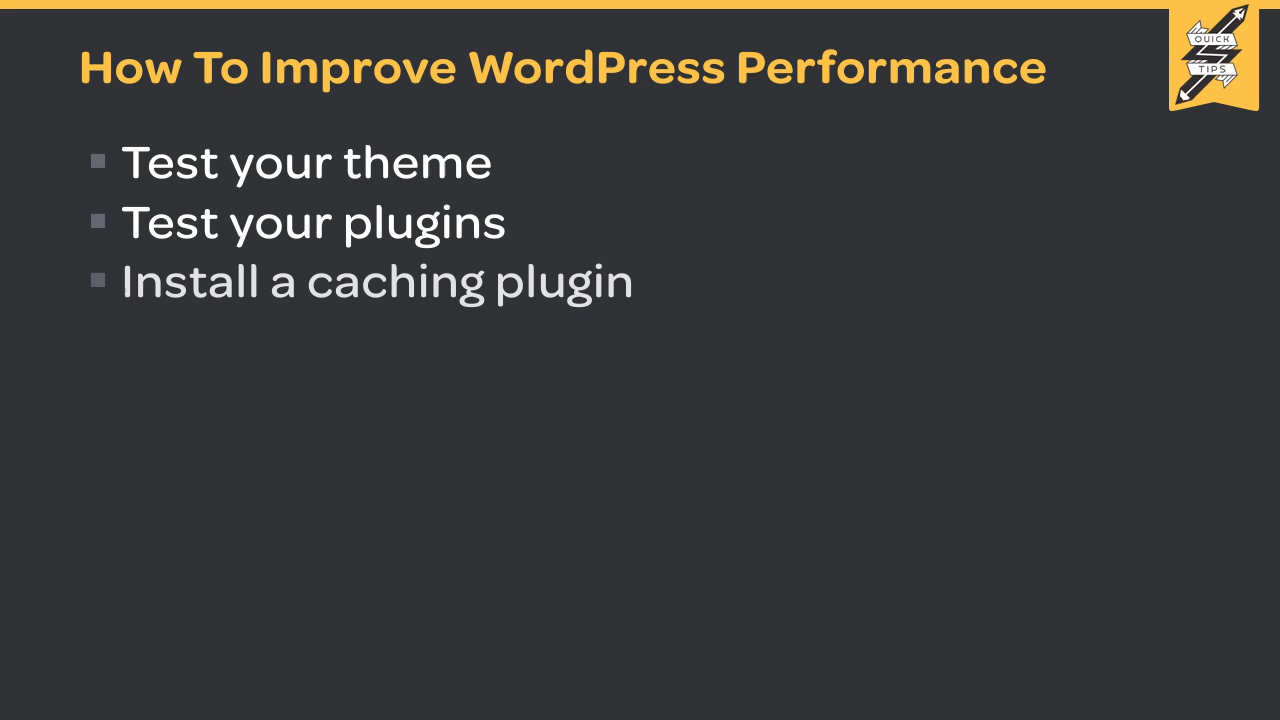 How To Improve WordPress Performance
QUICK
TIPS
Test your theme
Test your plugins
Install a caching plugin